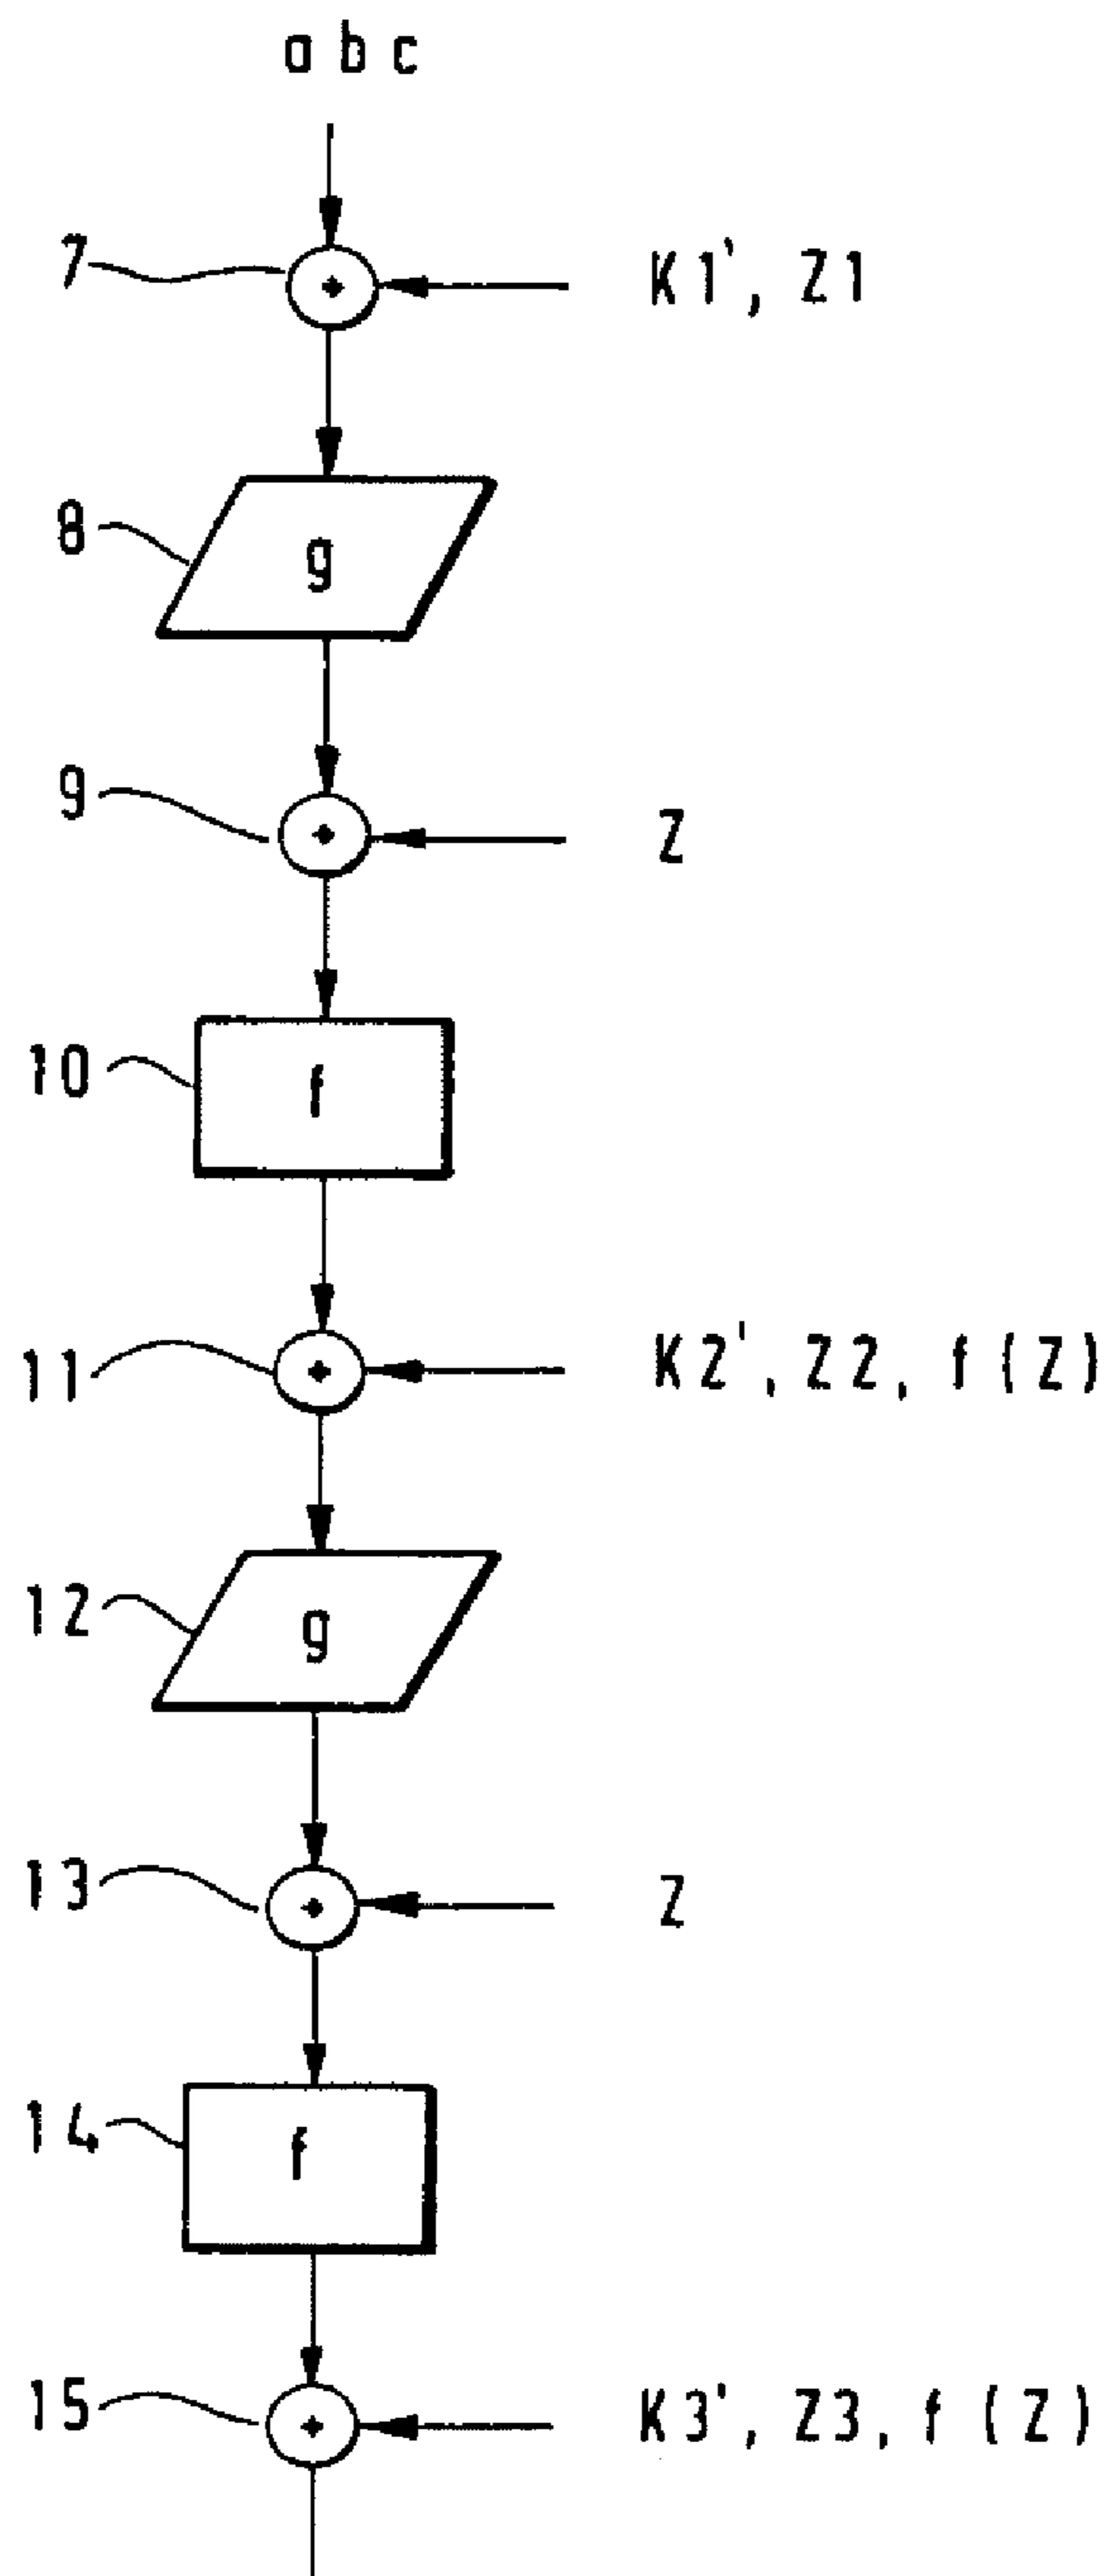 a b c
7 K1', Z1
8 g
9 Z
10 f
11 K2', Z2, f(Z)
12 g
13 Z
14 f
15 K3', Z3, f(Z)